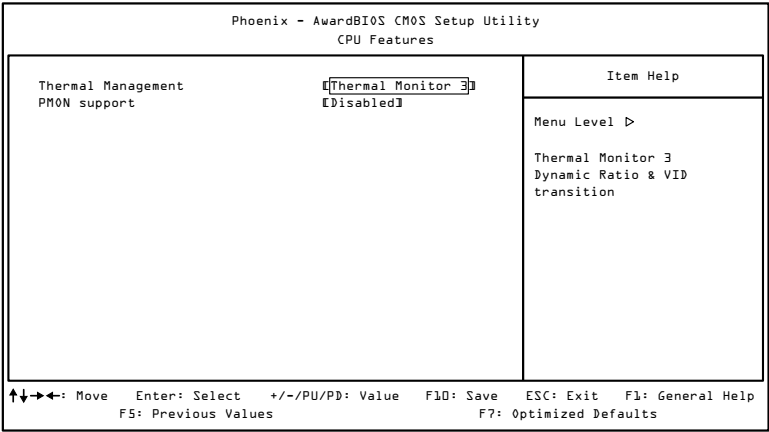 Phoenix - AwardBIOS CMOS Setup Utility
CPU Features
Thermal Management [Thermal Monitor 3]
PMON support [Disabled]
Item Help
Menu Level ▷
Thermal Monitor 3
Dynamic Ratio & VID
transition
↑↓→←: Move Enter: Select +/-/PU/PD: Value F10: Save ESC: Exit F1: General Help
F5: Previous Values F7: Optimized Defaults